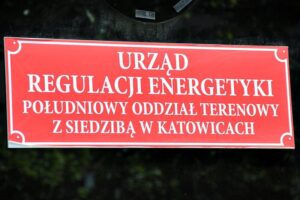 URZĄD
REGULACJI ENERGETYKI
POŁUDNIOWY ODDZIAŁ TERENOWY
Z SIEDZIBĄ W KATOWICACH